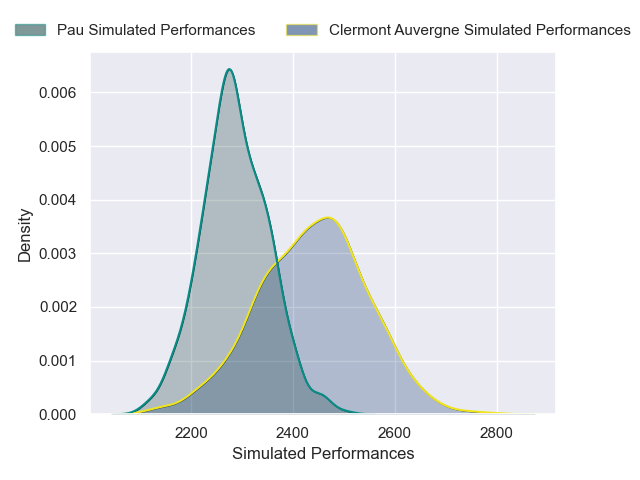 Pau Simulated Performances
Clermont Auvergne Simulated Performances
0.006
0.005
0.004
0.003
0.002
0.001
0.000
Density
2200 2400 2600 2800
Simulated Performances